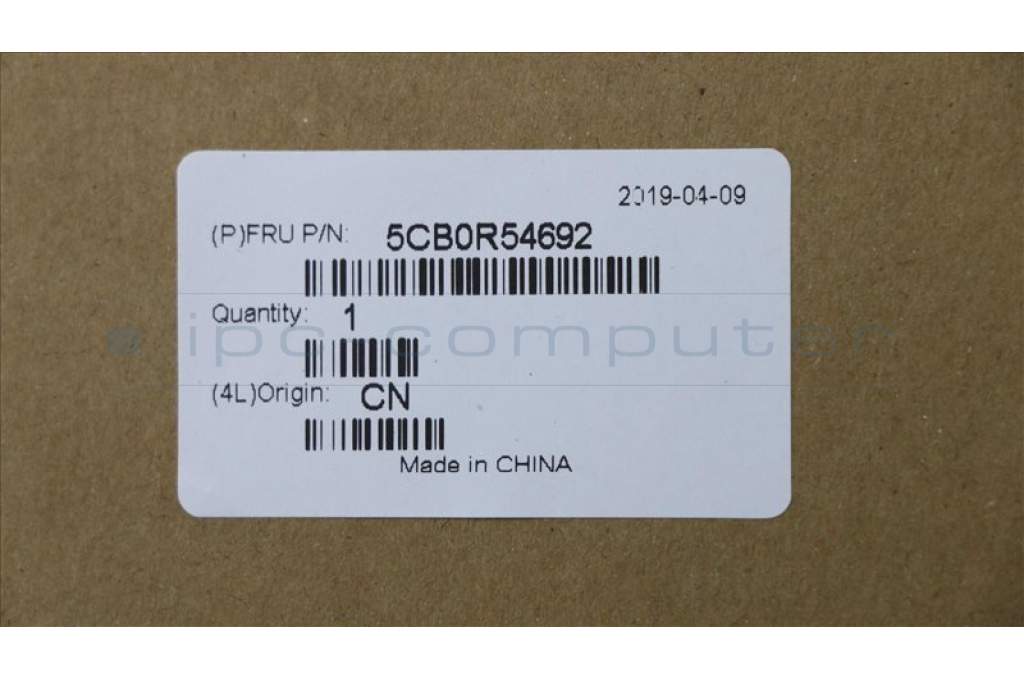 2019-04-09
(P)FRU P/N: 5CB0R54692
Quantity: 1
ipc-computer
(4L)Origin: CN
Made in CHINA